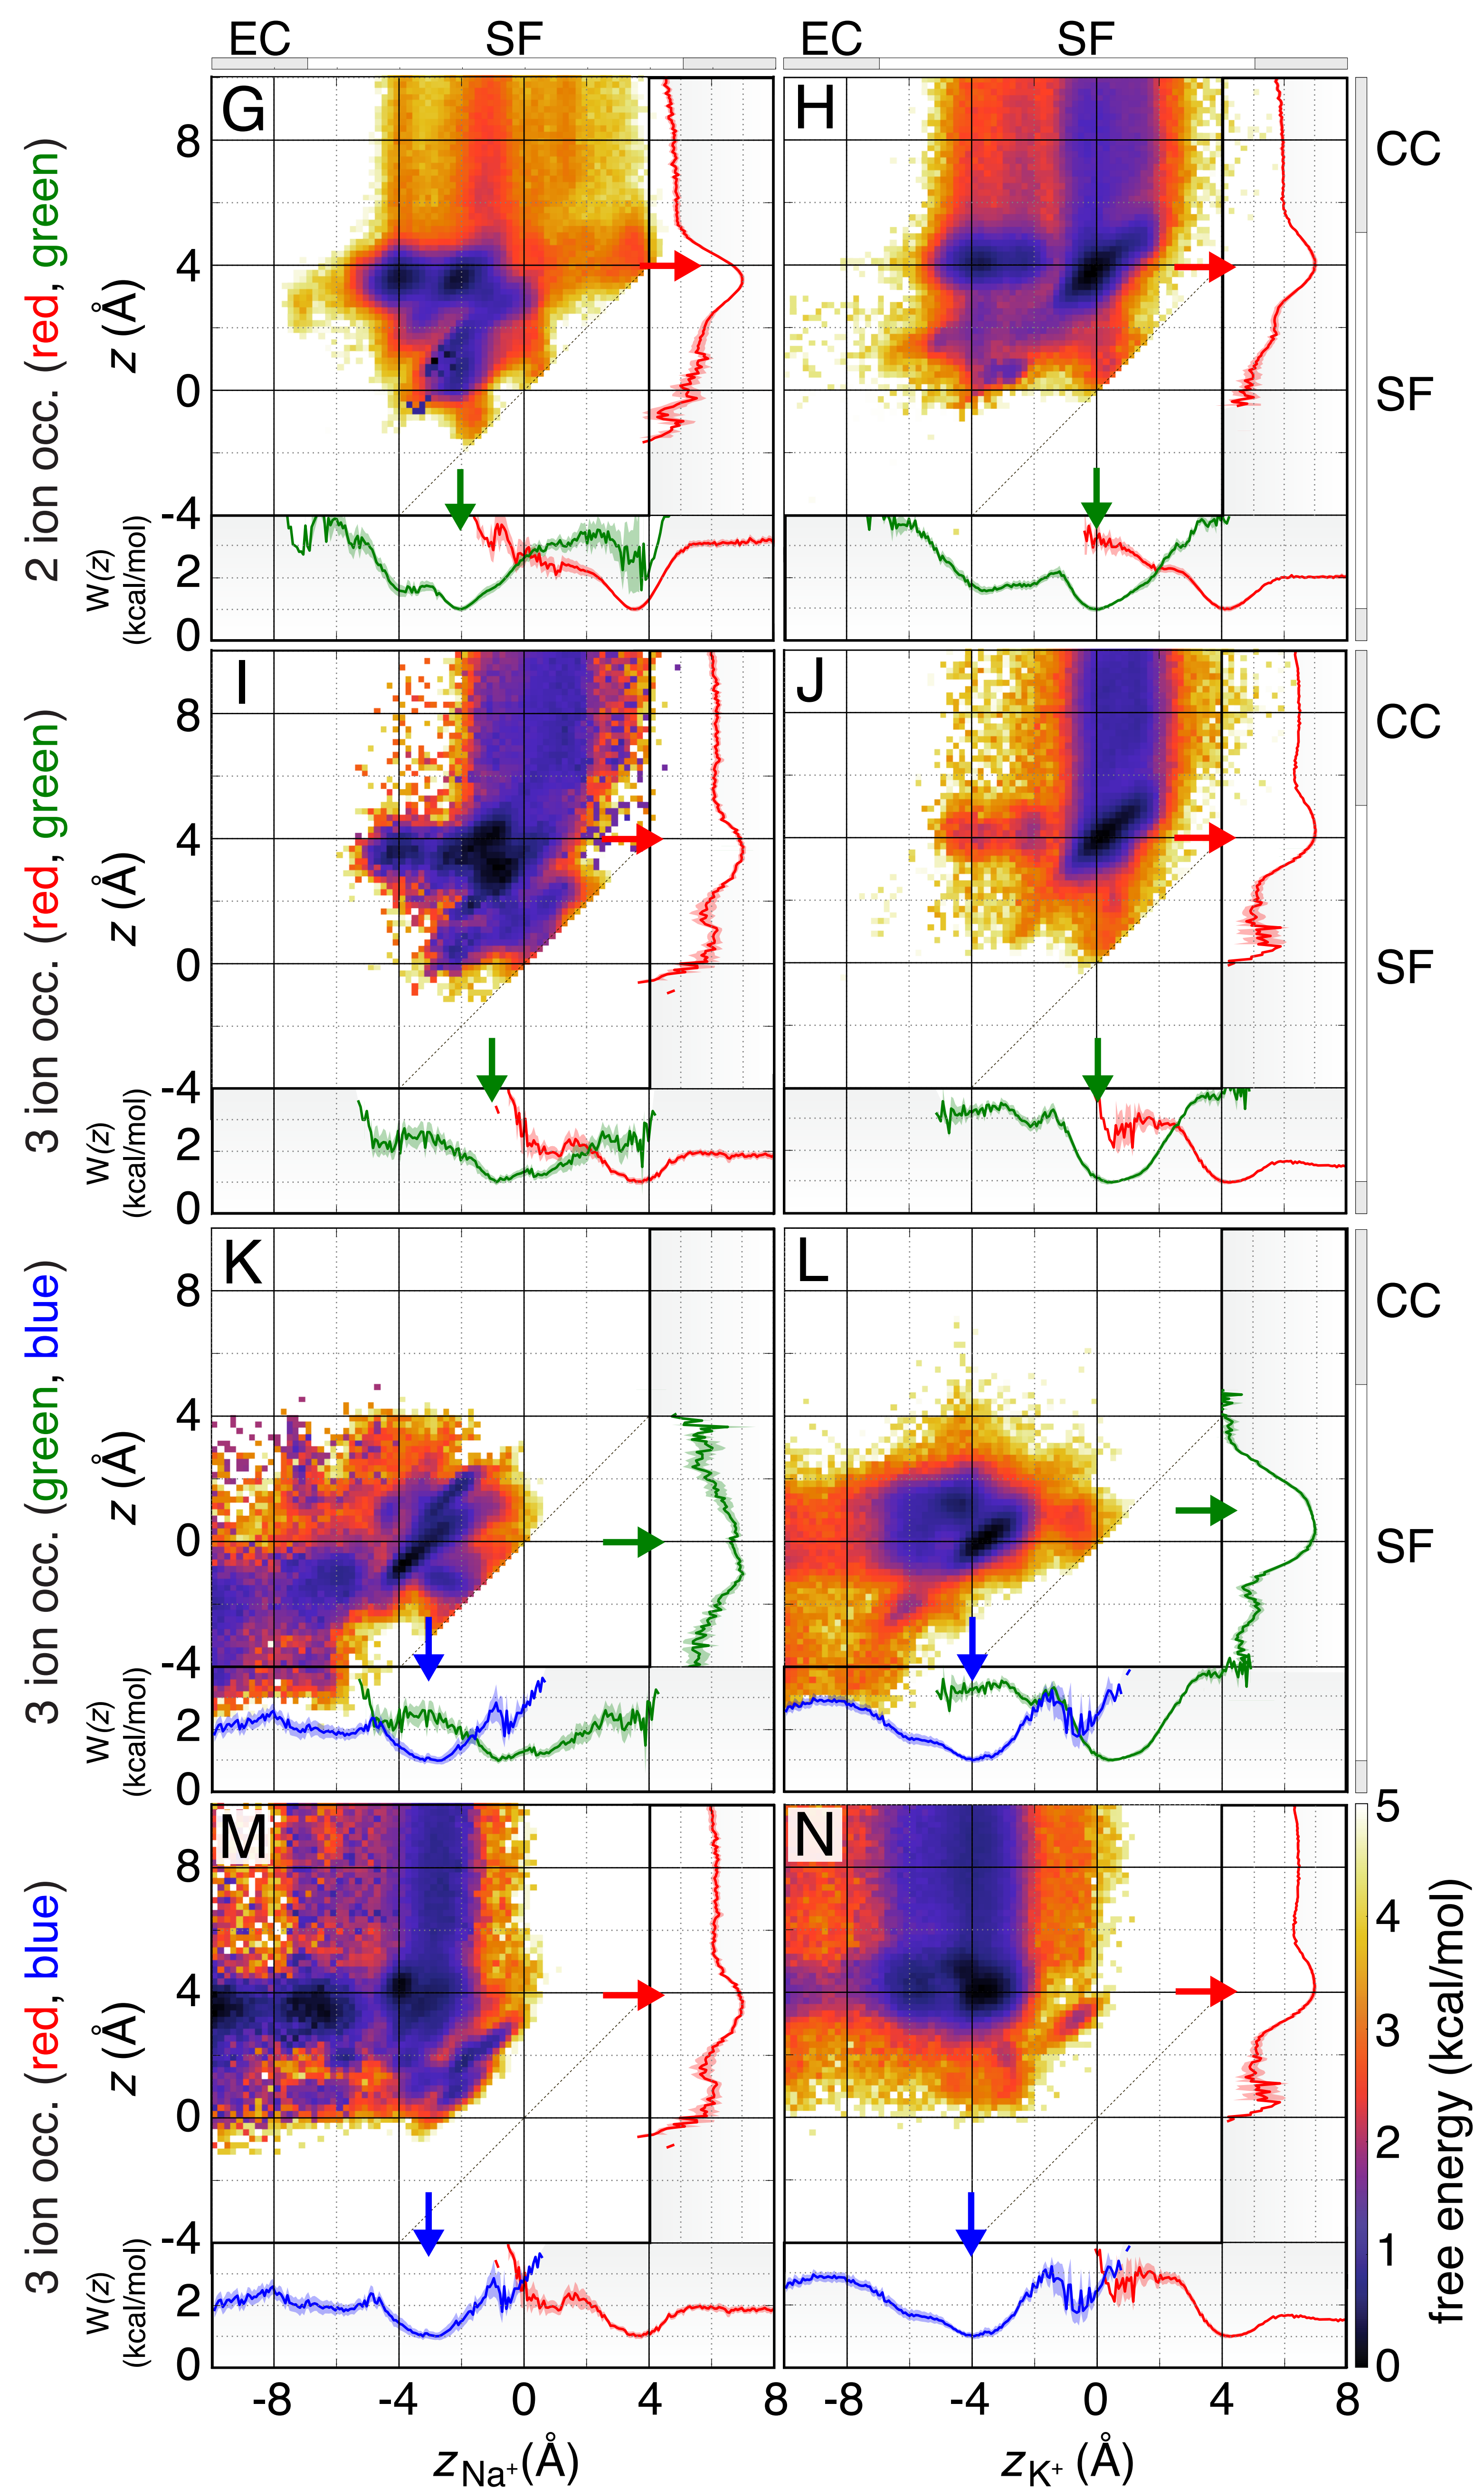 EC SF EC SF
2 ion occ. (red, green)
z (Å)
8
4
0
-4
G
H
CC
SF
W(z)
(kcal/mol)
2
0
3 ion occ. (red, green)
z (Å)
8
4
0
-4
I
J
CC
SF
W(z)
(kcal/mol)
2
0
3 ion occ. (green, blue)
z (Å)
8
4
0
-4
K
L
CC
SF
W(z)
(kcal/mol)
2
0
3 ion occ. (red, blue)
z (Å)
8
4
0
-4
M
N
W(z)
(kcal/mol)
2
0
5
4
3
2
1
0
free energy (kcal/mol)
-8 -4 0 4 8 -8 -4 0 4 8
zNa+(Å) zK+ (Å)